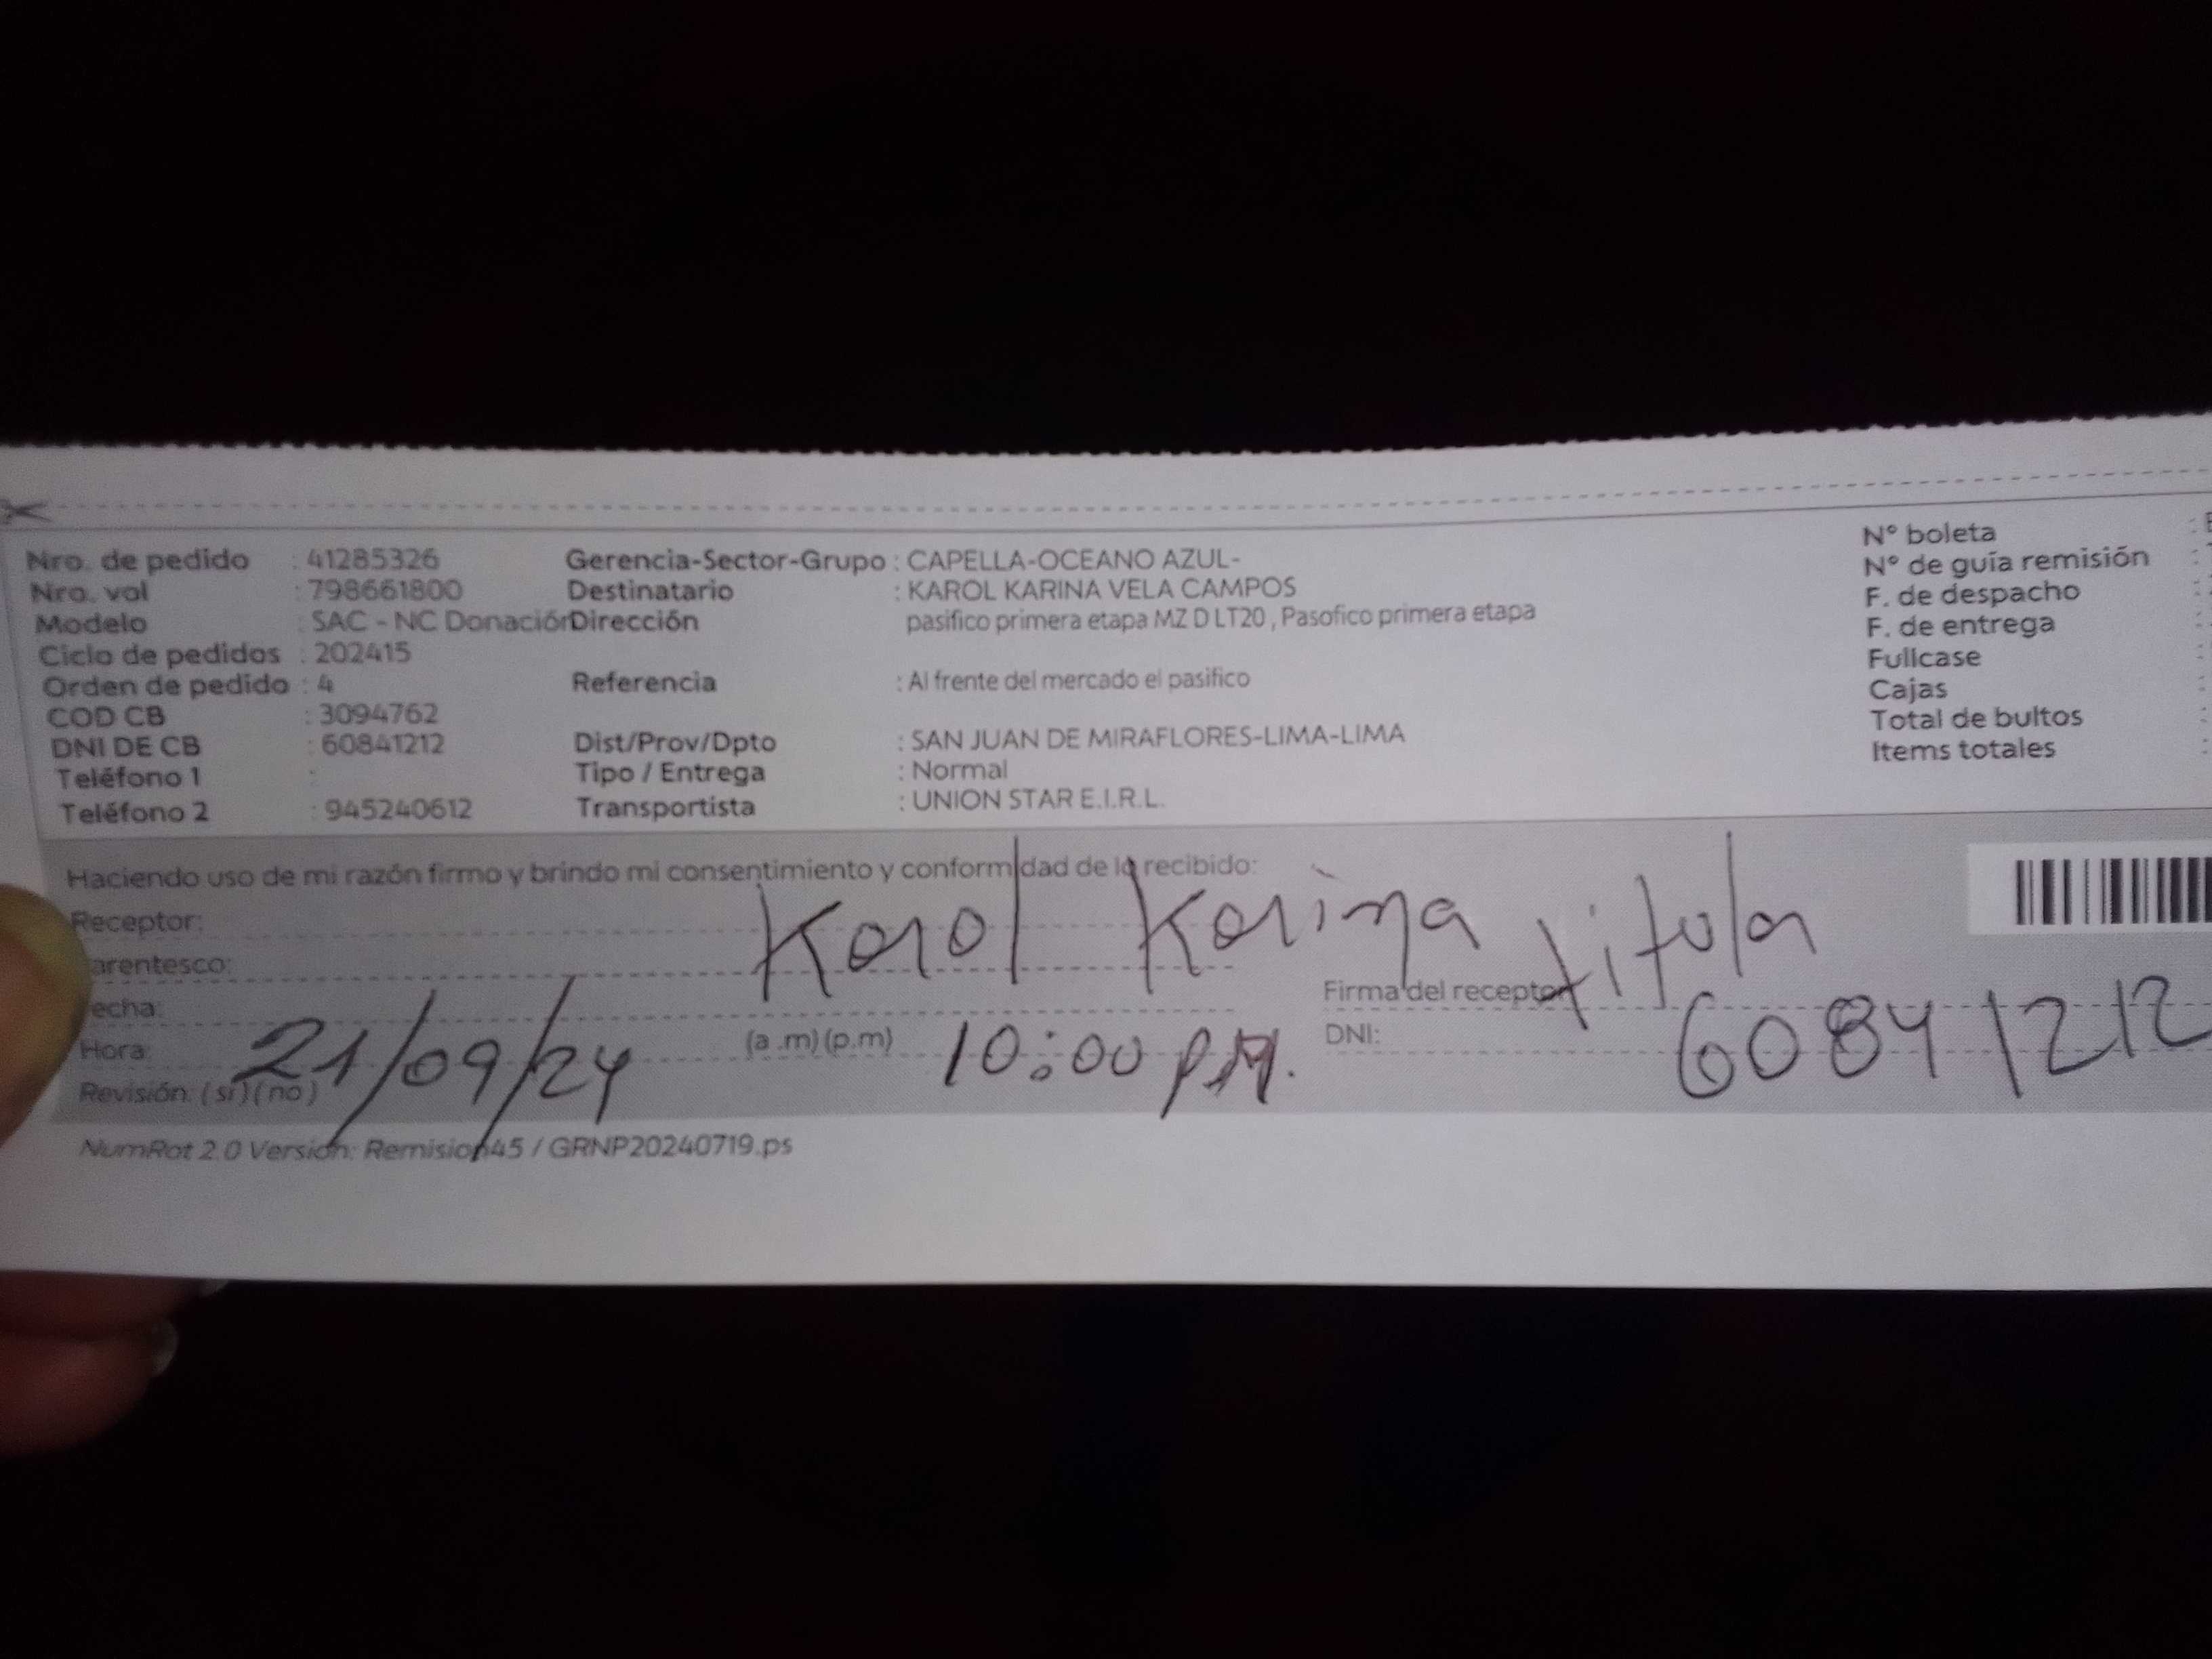 Nro. de pedido : 41285326 Gerencia-Sector-Grupo : CAPELLA-OCEANO AZUL- N° boleta
Nro. val : 798661800 Destinatario : KAROL KARINA VELA CAMPOS N° de guía remisión
Modelo : SAC - NC Donación Dirección pasifico primera etapa MZ D LT20 , Pasofico primera etapa F. de despacho
Ciclo de pedidos : 202415 F. de entrega
Orden de pedido : 4 Referencia : Al frente del mercado el pasifico Fullcase
COD CB : 3094762 Cajas
DNI DE CB : 60841212 Dist/Prov/Dpto : SAN JUAN DE MIRAFLORES-LIMA-LIMA Total de bultos
Teléfono 1 : Tipo / Entrega : Normal Items totales
Teléfono 2 : 945240612 Transportista : UNION STAR E.I.R.L.
Haciendo uso de mi razón firmo y brindo mi consentimiento y conformidad de lo recibido:
Receptor: Karol Karina titular
arentesco:
echa: Firma del receptor
Hora: 21/09/24 (a .m) (p.m) 10:00 P.M. DNI: 60841212
Revisión: ( si ) ( no )
NumRot 2.0 Version: Remision45 / GRNP20240719.ps